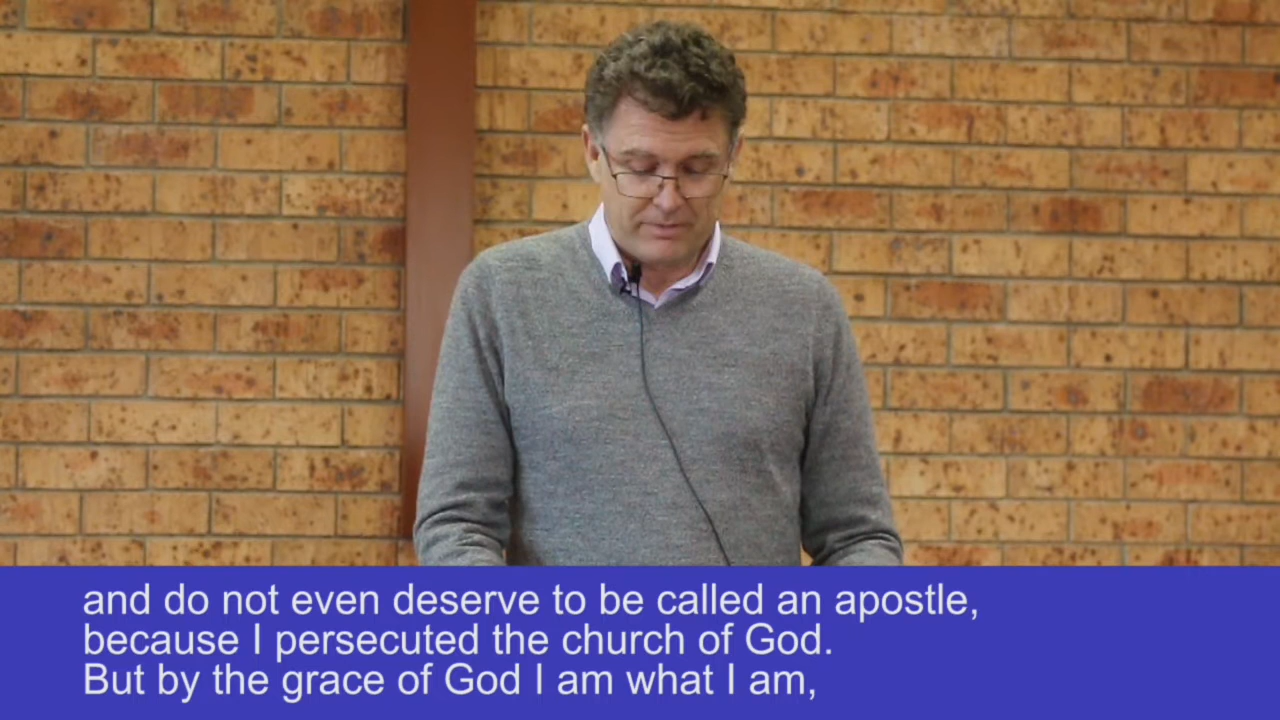 and do not even deserve to be called an apostle,
because I persecuted the church of God.
But by the grace of God I am what I am,